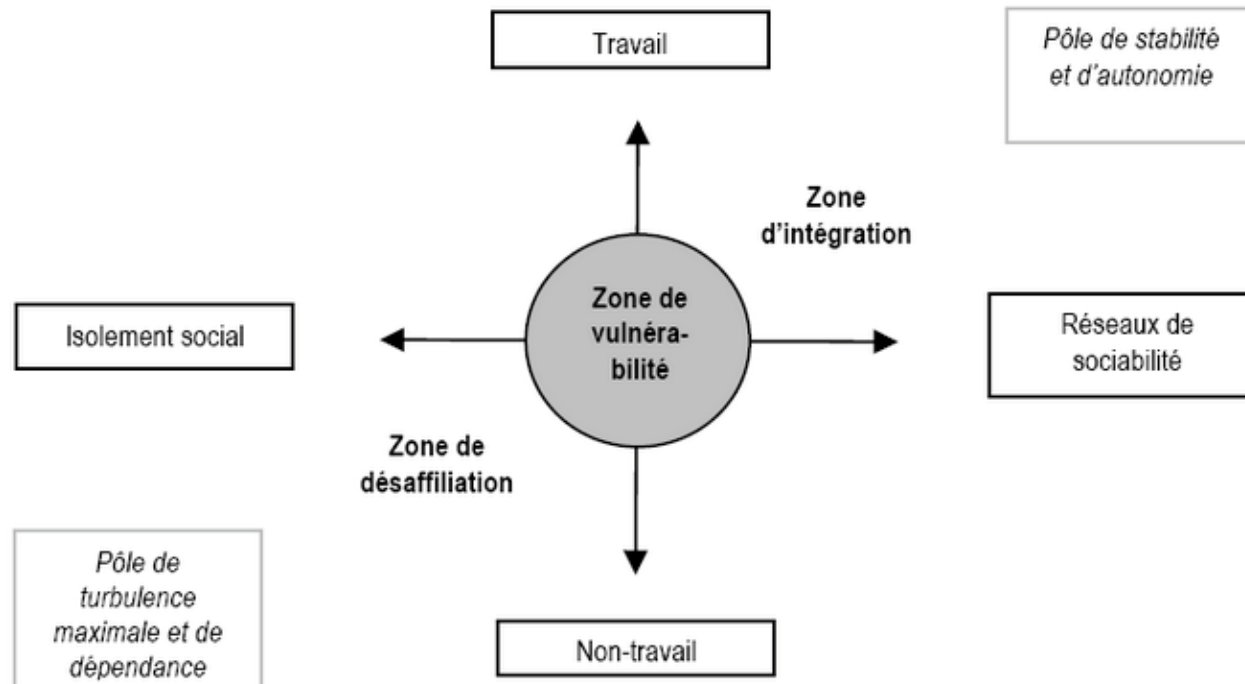 Travail
Pôle de stabilité
et d'autonomie
Zone
d'intégration
Zone de
vulnéra-
bilité
Isolement social
Réseaux de
sociabilité
Zone de
désaffiliation
Pôle de
turbulence
maximale et de
dépendance
Non-travail